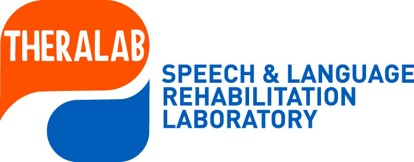 THERALAB
SPEECH & LANGUAGE
REHABILITATION
LABORATORY